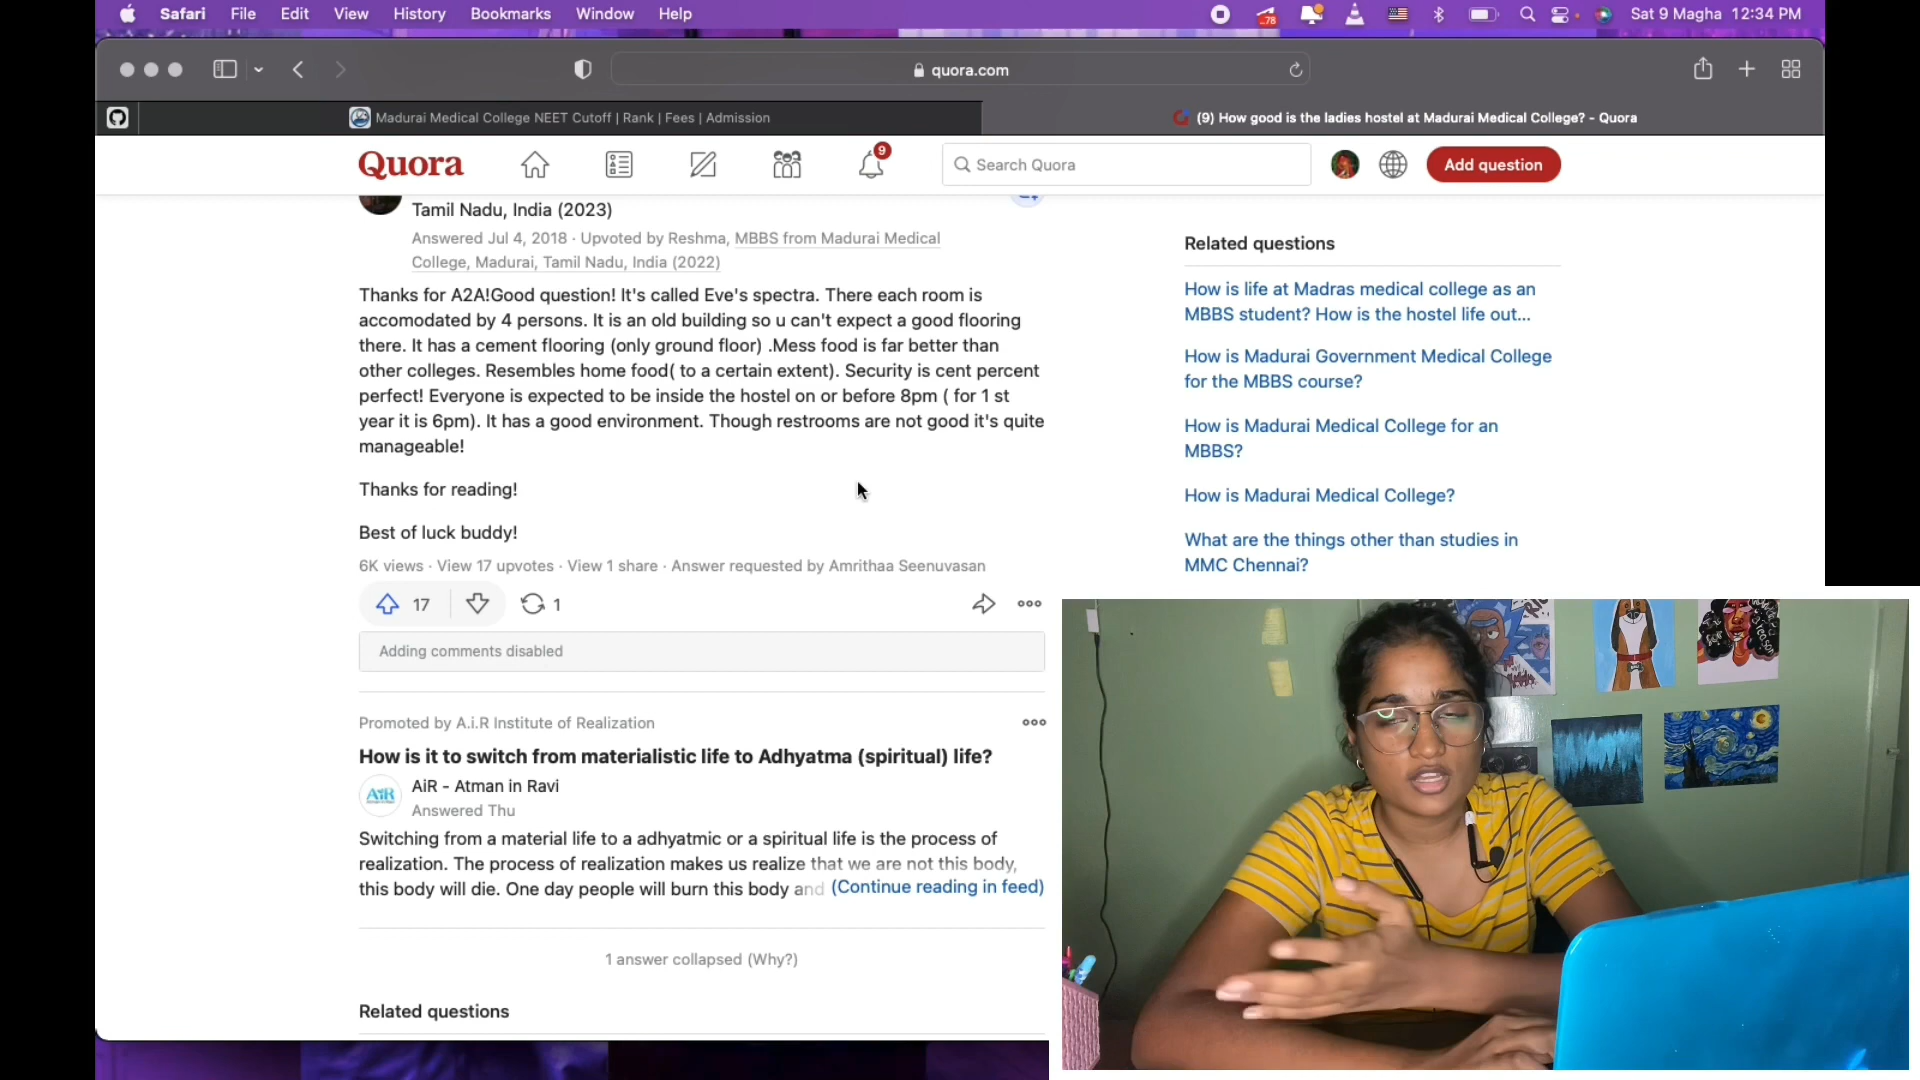 Safari File Edit View History Bookmarks Window Help
.78
Sat 9 Magha 12:34 PM
quora.com
Madurai Medical College NEET Cutoff | Rank | Fees | Admission
(9) How good is the ladies hostel at Madurai Medical College? - Quora
Quora
9
Search Quora
Add question
Tamil Nadu, India (2023)
Answered Jul 4, 2018 · Upvoted by Reshma, MBBS from Madurai Medical
College, Madurai, Tamil Nadu, India (2022)
Thanks for A2A!Good question! It's called Eve's spectra. There each room is
accomodated by 4 persons. It is an old building so u can't expect a good flooring
there. It has a cement flooring (only ground floor) .Mess food is far better than
other colleges. Resembles home food( to a certain extent). Security is cent percent
perfect! Everyone is expected to be inside the hostel on or before 8pm ( for 1 st
year it is 6pm). It has a good environment. Though restrooms are not good it's quite
manageable!
Thanks for reading!
Best of luck buddy!
6K views · View 17 upvotes · View 1 share · Answer requested by Amrithaa Seenuvasan
17
1
Adding comments disabled
Promoted by A.i.R Institute of Realization
How is it to switch from materialistic life to Adhyatma (spiritual) life?
AiR
AiR - Atman in Ravi
Answered Thu
Switching from a material life to a adhyatmic or a spiritual life is the process of
realization. The process of realization makes us realize that we are not this body,
this body will die. One day people will burn this body and (Continue reading in feed)
1 answer collapsed (Why?)
Related questions
Related questions
How is life at Madras medical college as an
MBBS student? How is the hostel life out...
How is Madurai Government Medical College
for the MBBS course?
How is Madurai Medical College for an
MBBS?
How is Madurai Medical College?
What are the things other than studies in
MMC Chennai?